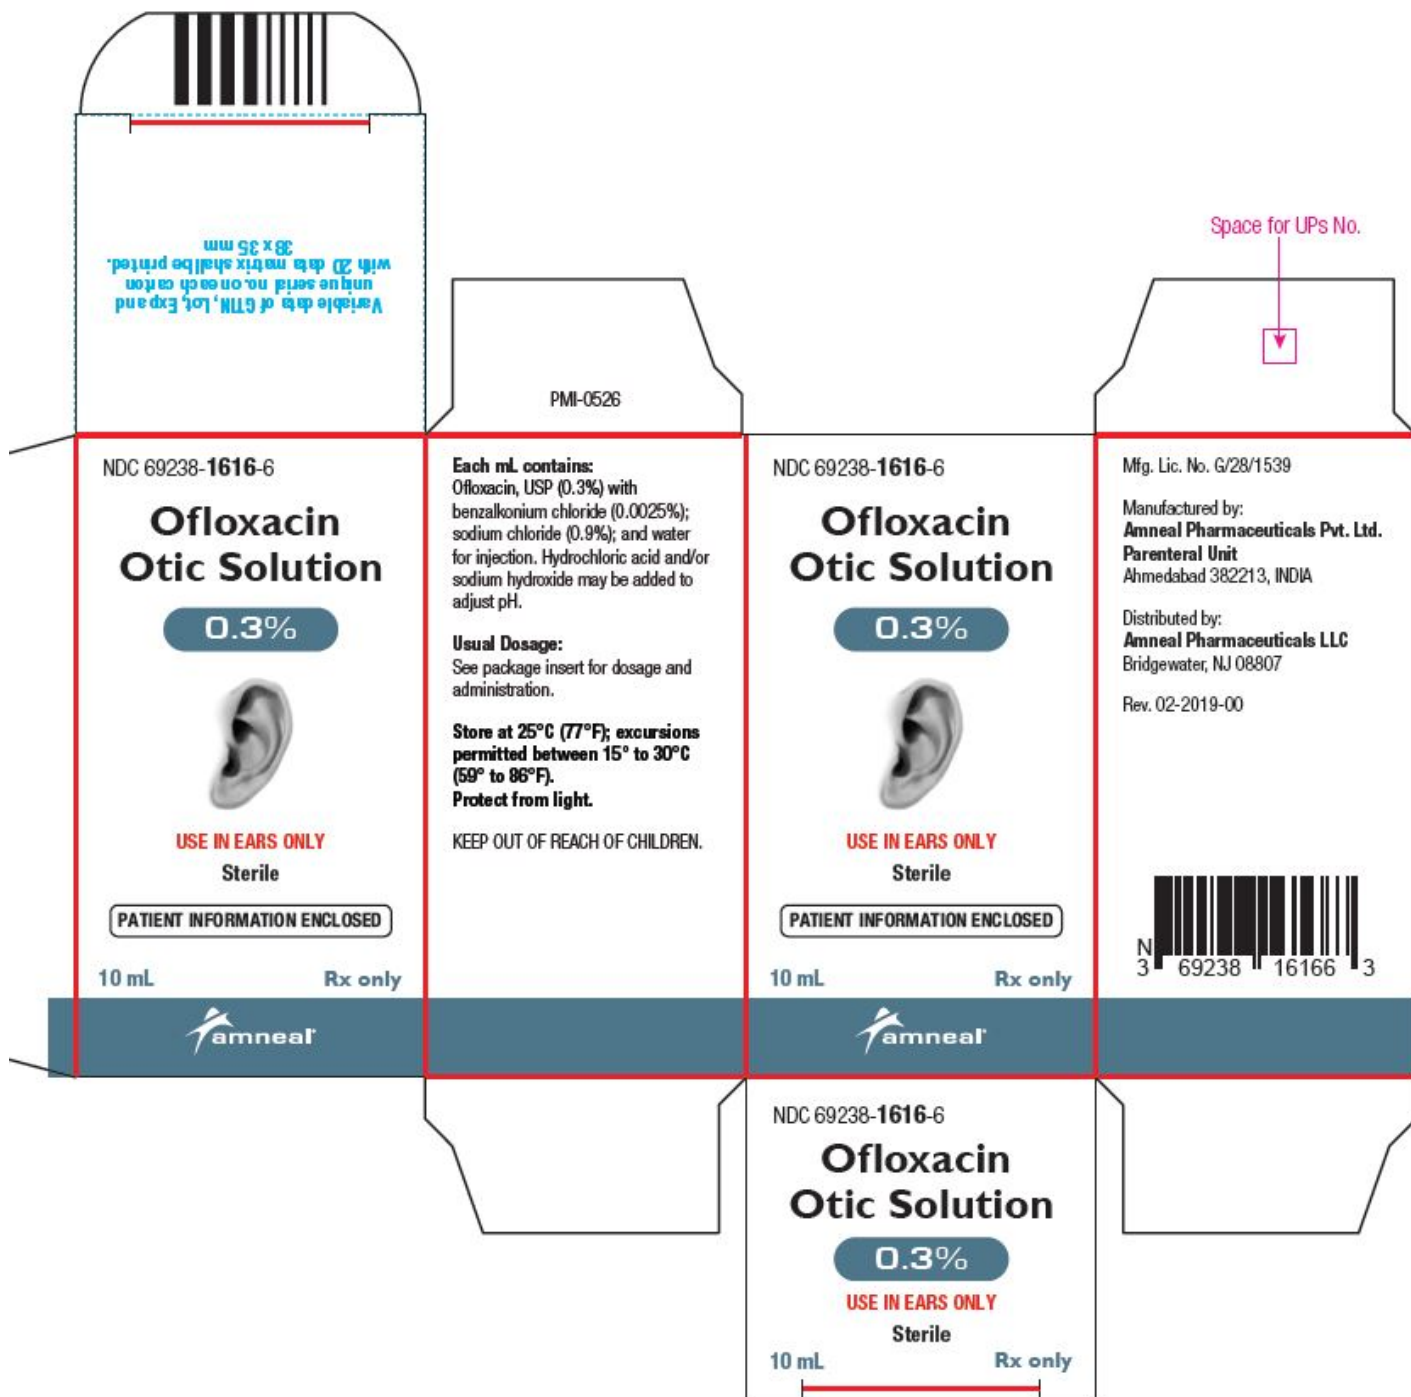 Variable data of GTIN, Lot, Exp and
unique serial no. on each carton
with 2D data matrix shall be printed.
38 x 35 mm
Space for UPs No.
PMI-0526
NDC 69238-1616-6
Ofloxacin
Otic Solution
0.3%
USE IN EARS ONLY
Sterile
PATIENT INFORMATION ENCLOSED
10 mL Rx only
amneal®
Each mL contains:
Ofloxacin, USP (0.3%) with
benzalkonium chloride (0.0025%);
sodium chloride (0.9%); and water
for injection. Hydrochloric acid and/or
sodium hydroxide may be added to
adjust pH.
Usual Dosage:
See package insert for dosage and
administration.
Store at 25°C (77°F); excursions
permitted between 15° to 30°C
(59° to 86°F).
Protect from light.
KEEP OUT OF REACH OF CHILDREN.
NDC 69238-1616-6
Ofloxacin
Otic Solution
0.3%
USE IN EARS ONLY
Sterile
PATIENT INFORMATION ENCLOSED
10 mL Rx only
amneal®
Mfg. Lic. No. G/28/1539
Manufactured by:
Amneal Pharmaceuticals Pvt. Ltd.
Parenteral Unit
Ahmedabad 382213, INDIA
Distributed by:
Amneal Pharmaceuticals LLC
Bridgewater, NJ 08807
Rev. 02-2019-00
N
3 69238 16166 3
NDC 69238-1616-6
Ofloxacin
Otic Solution
0.3%
USE IN EARS ONLY
Sterile
10 mL Rx only